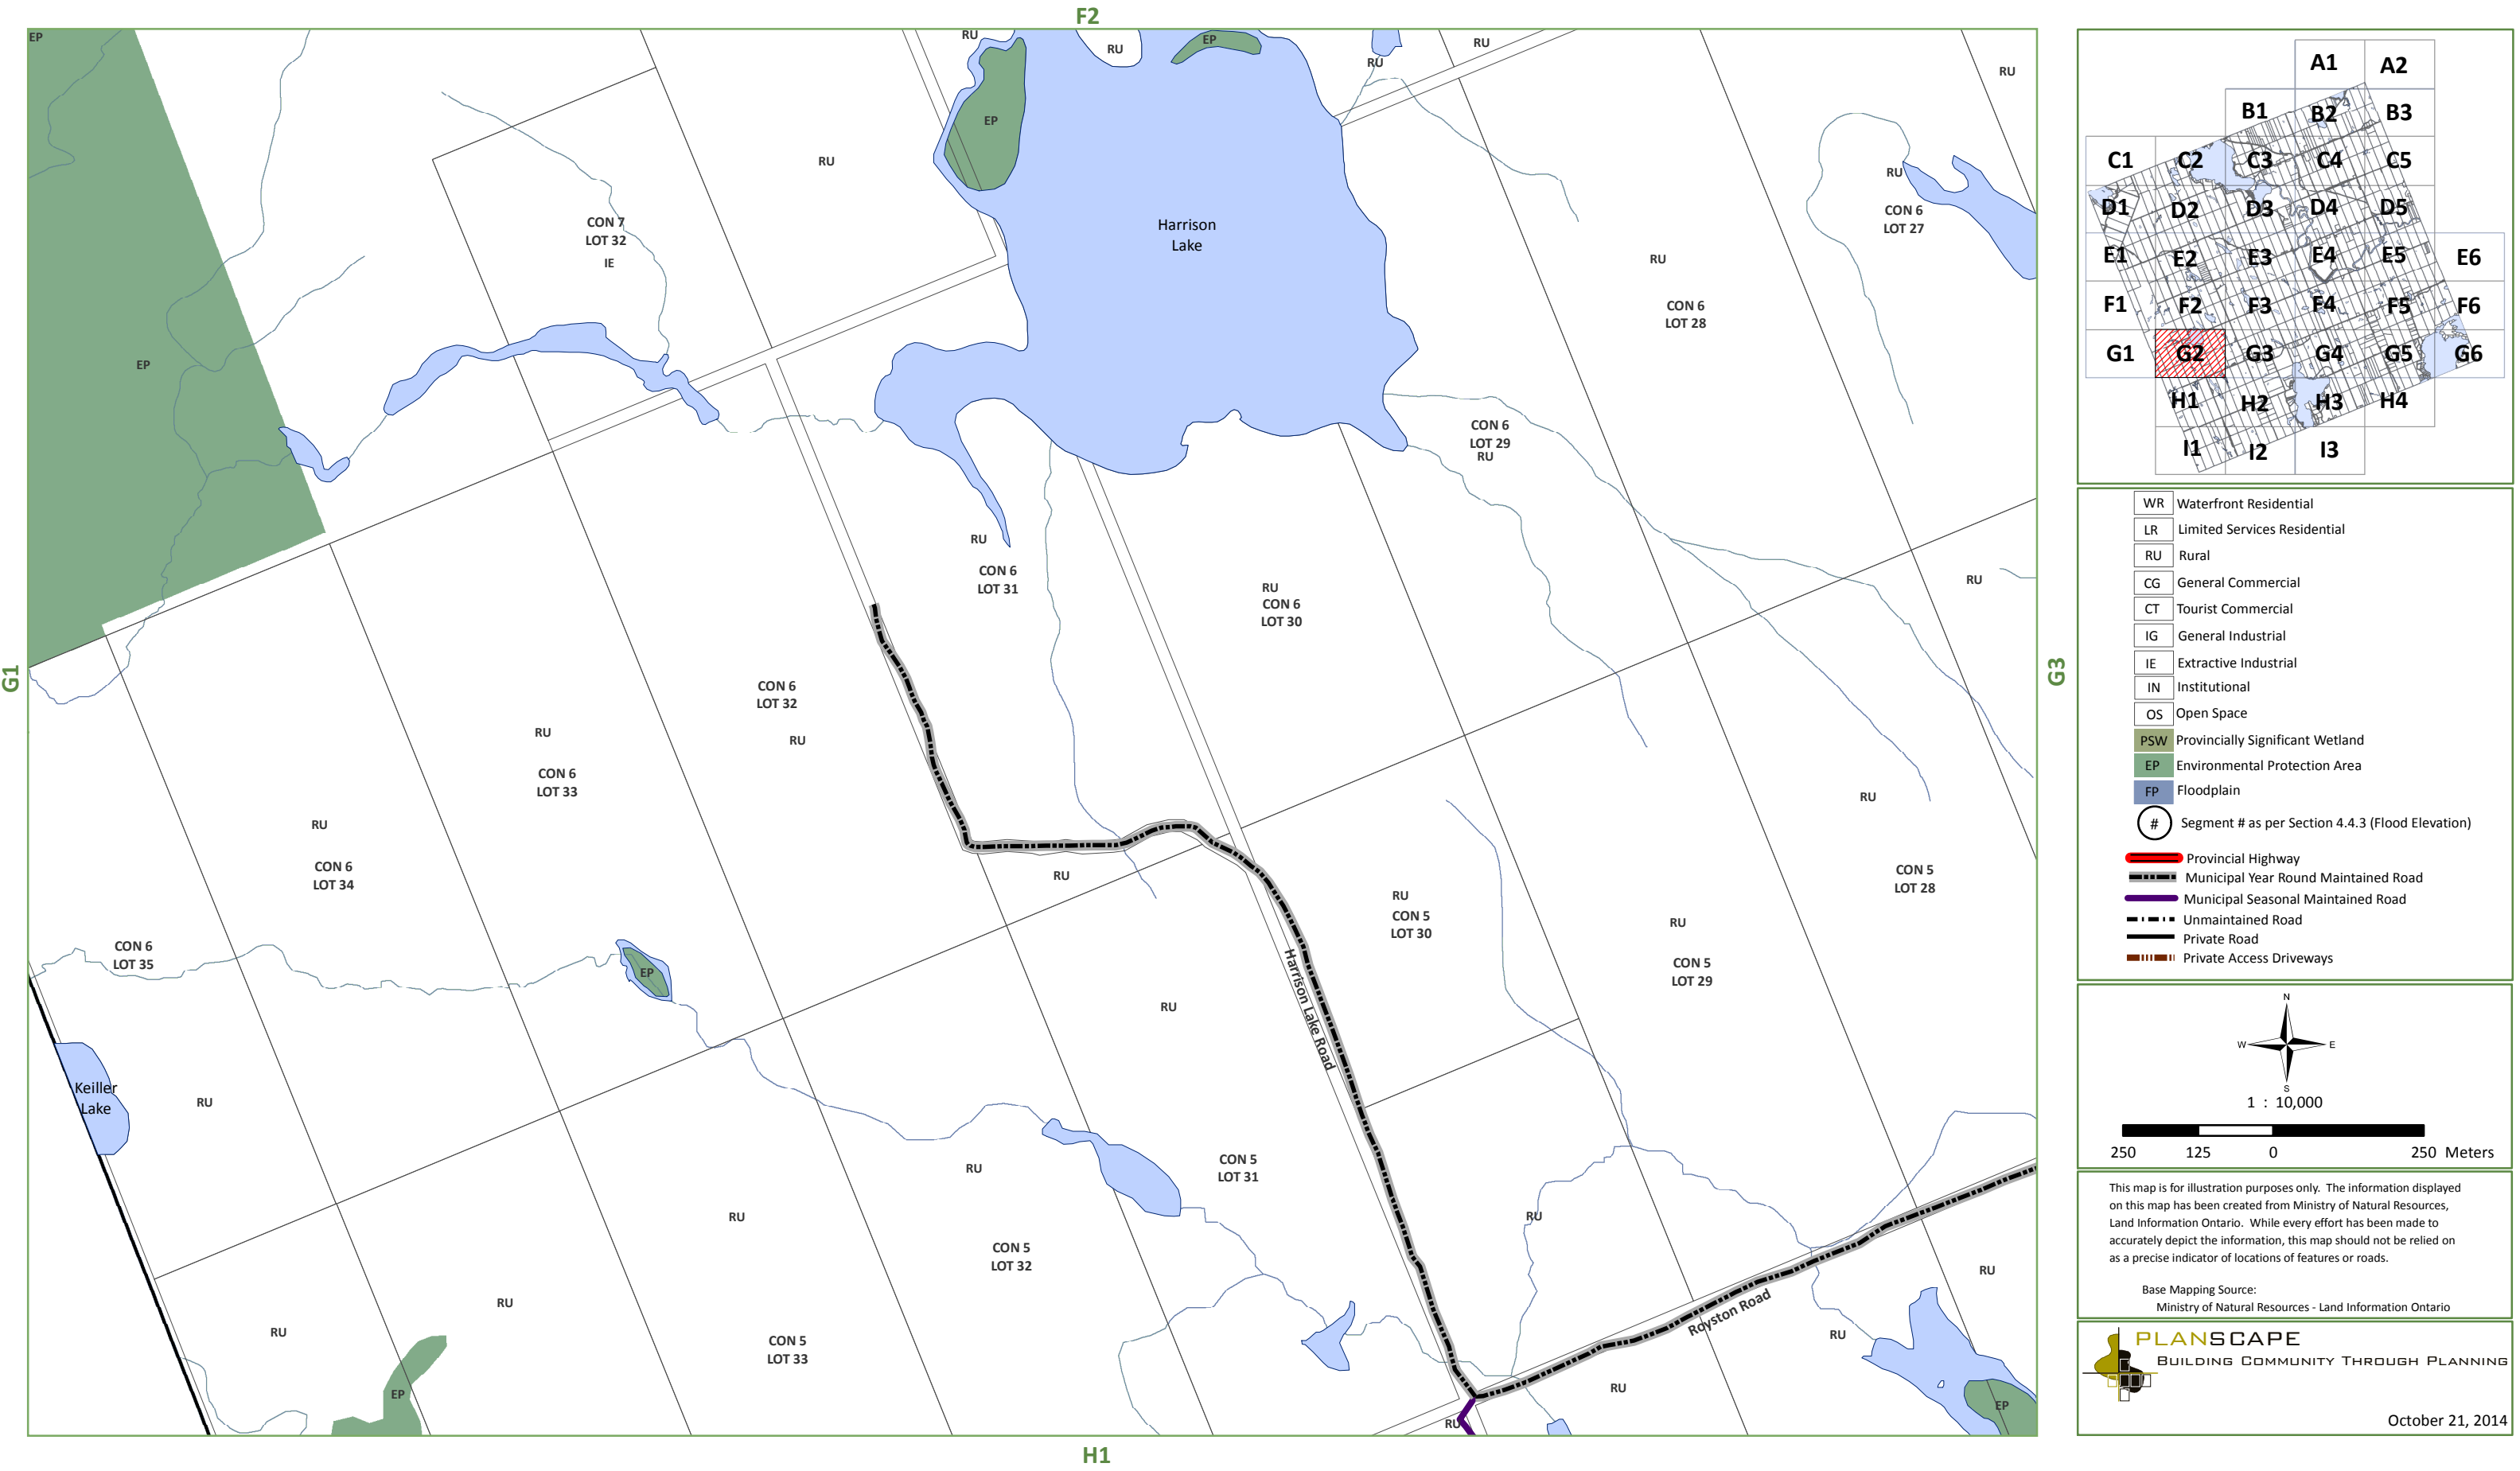 F2
EP
RU
RU
EP
RU
RU
RU
EP
RU
RU
CON 6
LOT 27
CON 7
LOT 32
IE
Harrison
Lake
RU
CON 6
LOT 28
EP
CON 6
LOT 29
RU
RU
CON 6
LOT 31
RU
CON 6
LOT 30
RU
G1
G3
CON 6
LOT 32
RU
RU
CON 6
LOT 33
RU
CON 6
LOT 34
RU
RU
CON 5
LOT 28
RU
CON 5
LOT 30
RU
CON 5
LOT 29
CON 6
LOT 35
EP
RU
Harrison Lake Road
Keiller
Lake
RU
RU
CON 5
LOT 31
RU
RU
CON 5
LOT 32
RU
RU
RU
RU
Royston Road
RU
CON 5
LOT 33
EP
RU
RU
EP
H1
A1 A2
B1 B2 B3
C1 C2 C3 C4 C5
D1 D2 D3 D4 D5
E1 E2 E3 E4 E5 E6
F1 F2 F3 F4 F5 F6
G1 G2 G3 G4 G5 G6
H1 H2 H3 H4
I1 I2 I3
WR Waterfront Residential
LR Limited Services Residential
RU Rural
CG General Commercial
CT Tourist Commercial
IG General Industrial
IE Extractive Industrial
IN Institutional
OS Open Space
PSW Provincially Significant Wetland
EP Environmental Protection Area
FP Floodplain
# Segment # as per Section 4.4.3 (Flood Elevation)
Provincial Highway
Municipal Year Round Maintained Road
Municipal Seasonal Maintained Road
Unmaintained Road
Private Road
Private Access Driveways
N
W E
S
1 : 10,000
250 125 0 250 Meters
This map is for illustration purposes only. The information displayed
on this map has been created from Ministry of Natural Resources,
Land Information Ontario. While every effort has been made to
accurately depict the information, this map should not be relied on
as a precise indicator of locations of features or roads.
Base Mapping Source:
Ministry of Natural Resources - Land Information Ontario
PLANSCAPE
BUILDING COMMUNITY THROUGH PLANNING
October 21, 2014